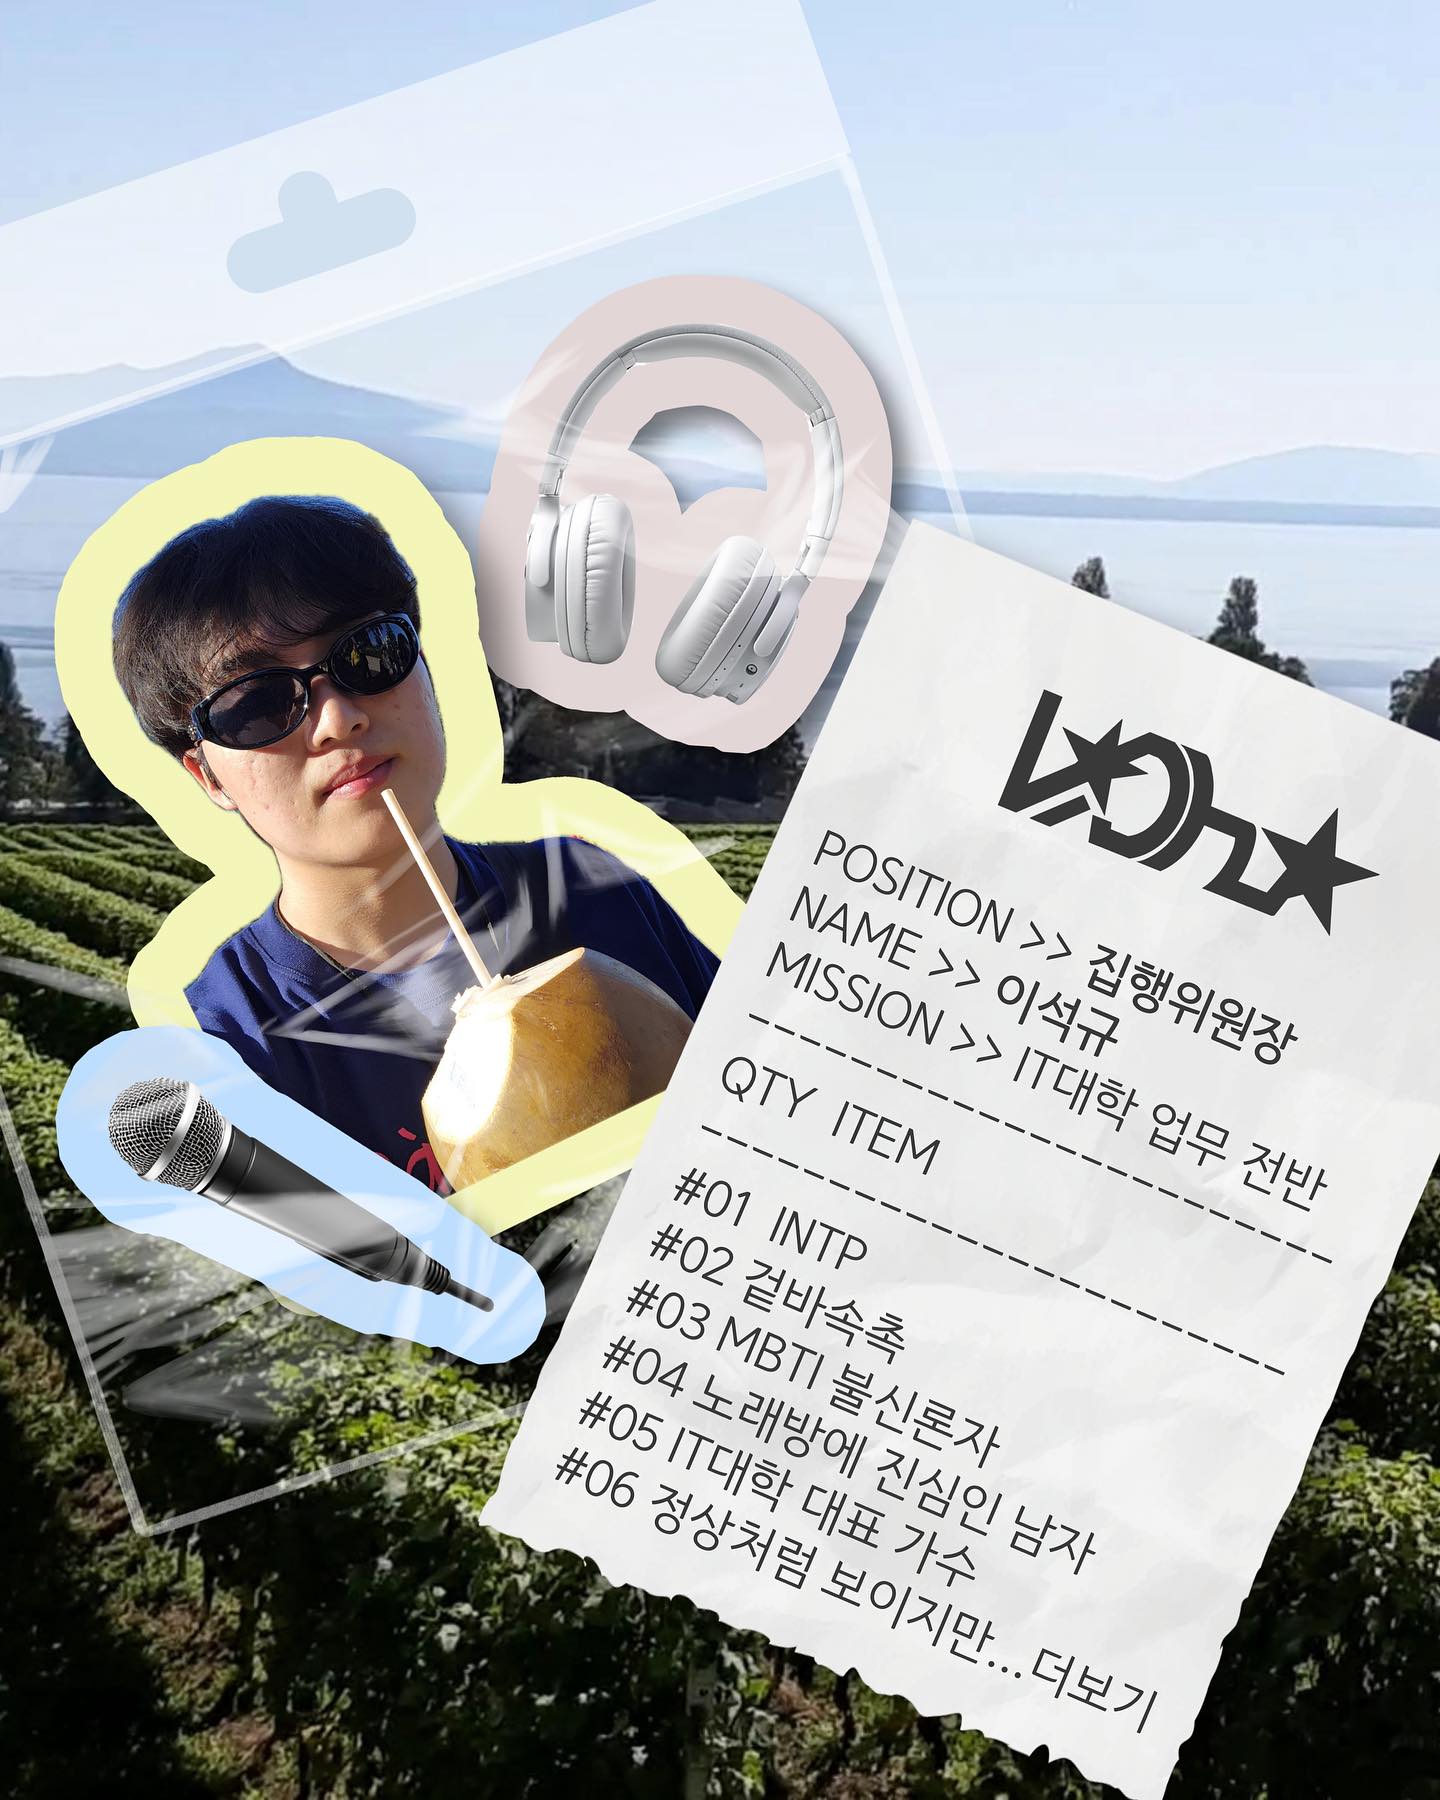 POSITION >> 집행위원장
NAME >> 이석규
MISSION >> IT대학 업무 전반
QTY ITEM
#01 INTP
#02 겉바속촉
#03 MBTI 불신론자
#04 노래방에 진심인 남자
#05 IT대학 대표 가수
#06 정상처럼 보이지만... 더보기